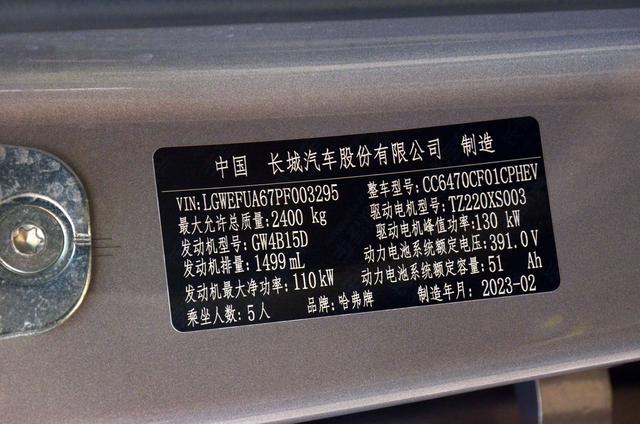 中国 长城汽车股份有限公司 制造
VIN:LGWEFUA67PF003295 整车型号:CC6470CF01CPHEV
最大允许总质量:2400 kg 驱动电机型号:TZ220XS003
发动机型号:GW4B15D 驱动电机峰值功率:130 kW
发动机排量:1499mL 动力电池系统额定电压:391.0V
发动机最大净功率:110kW 动力电池系统额定容量:51 Ah
乘坐人数:5人 品牌:哈弗牌 制造年月:2023-02